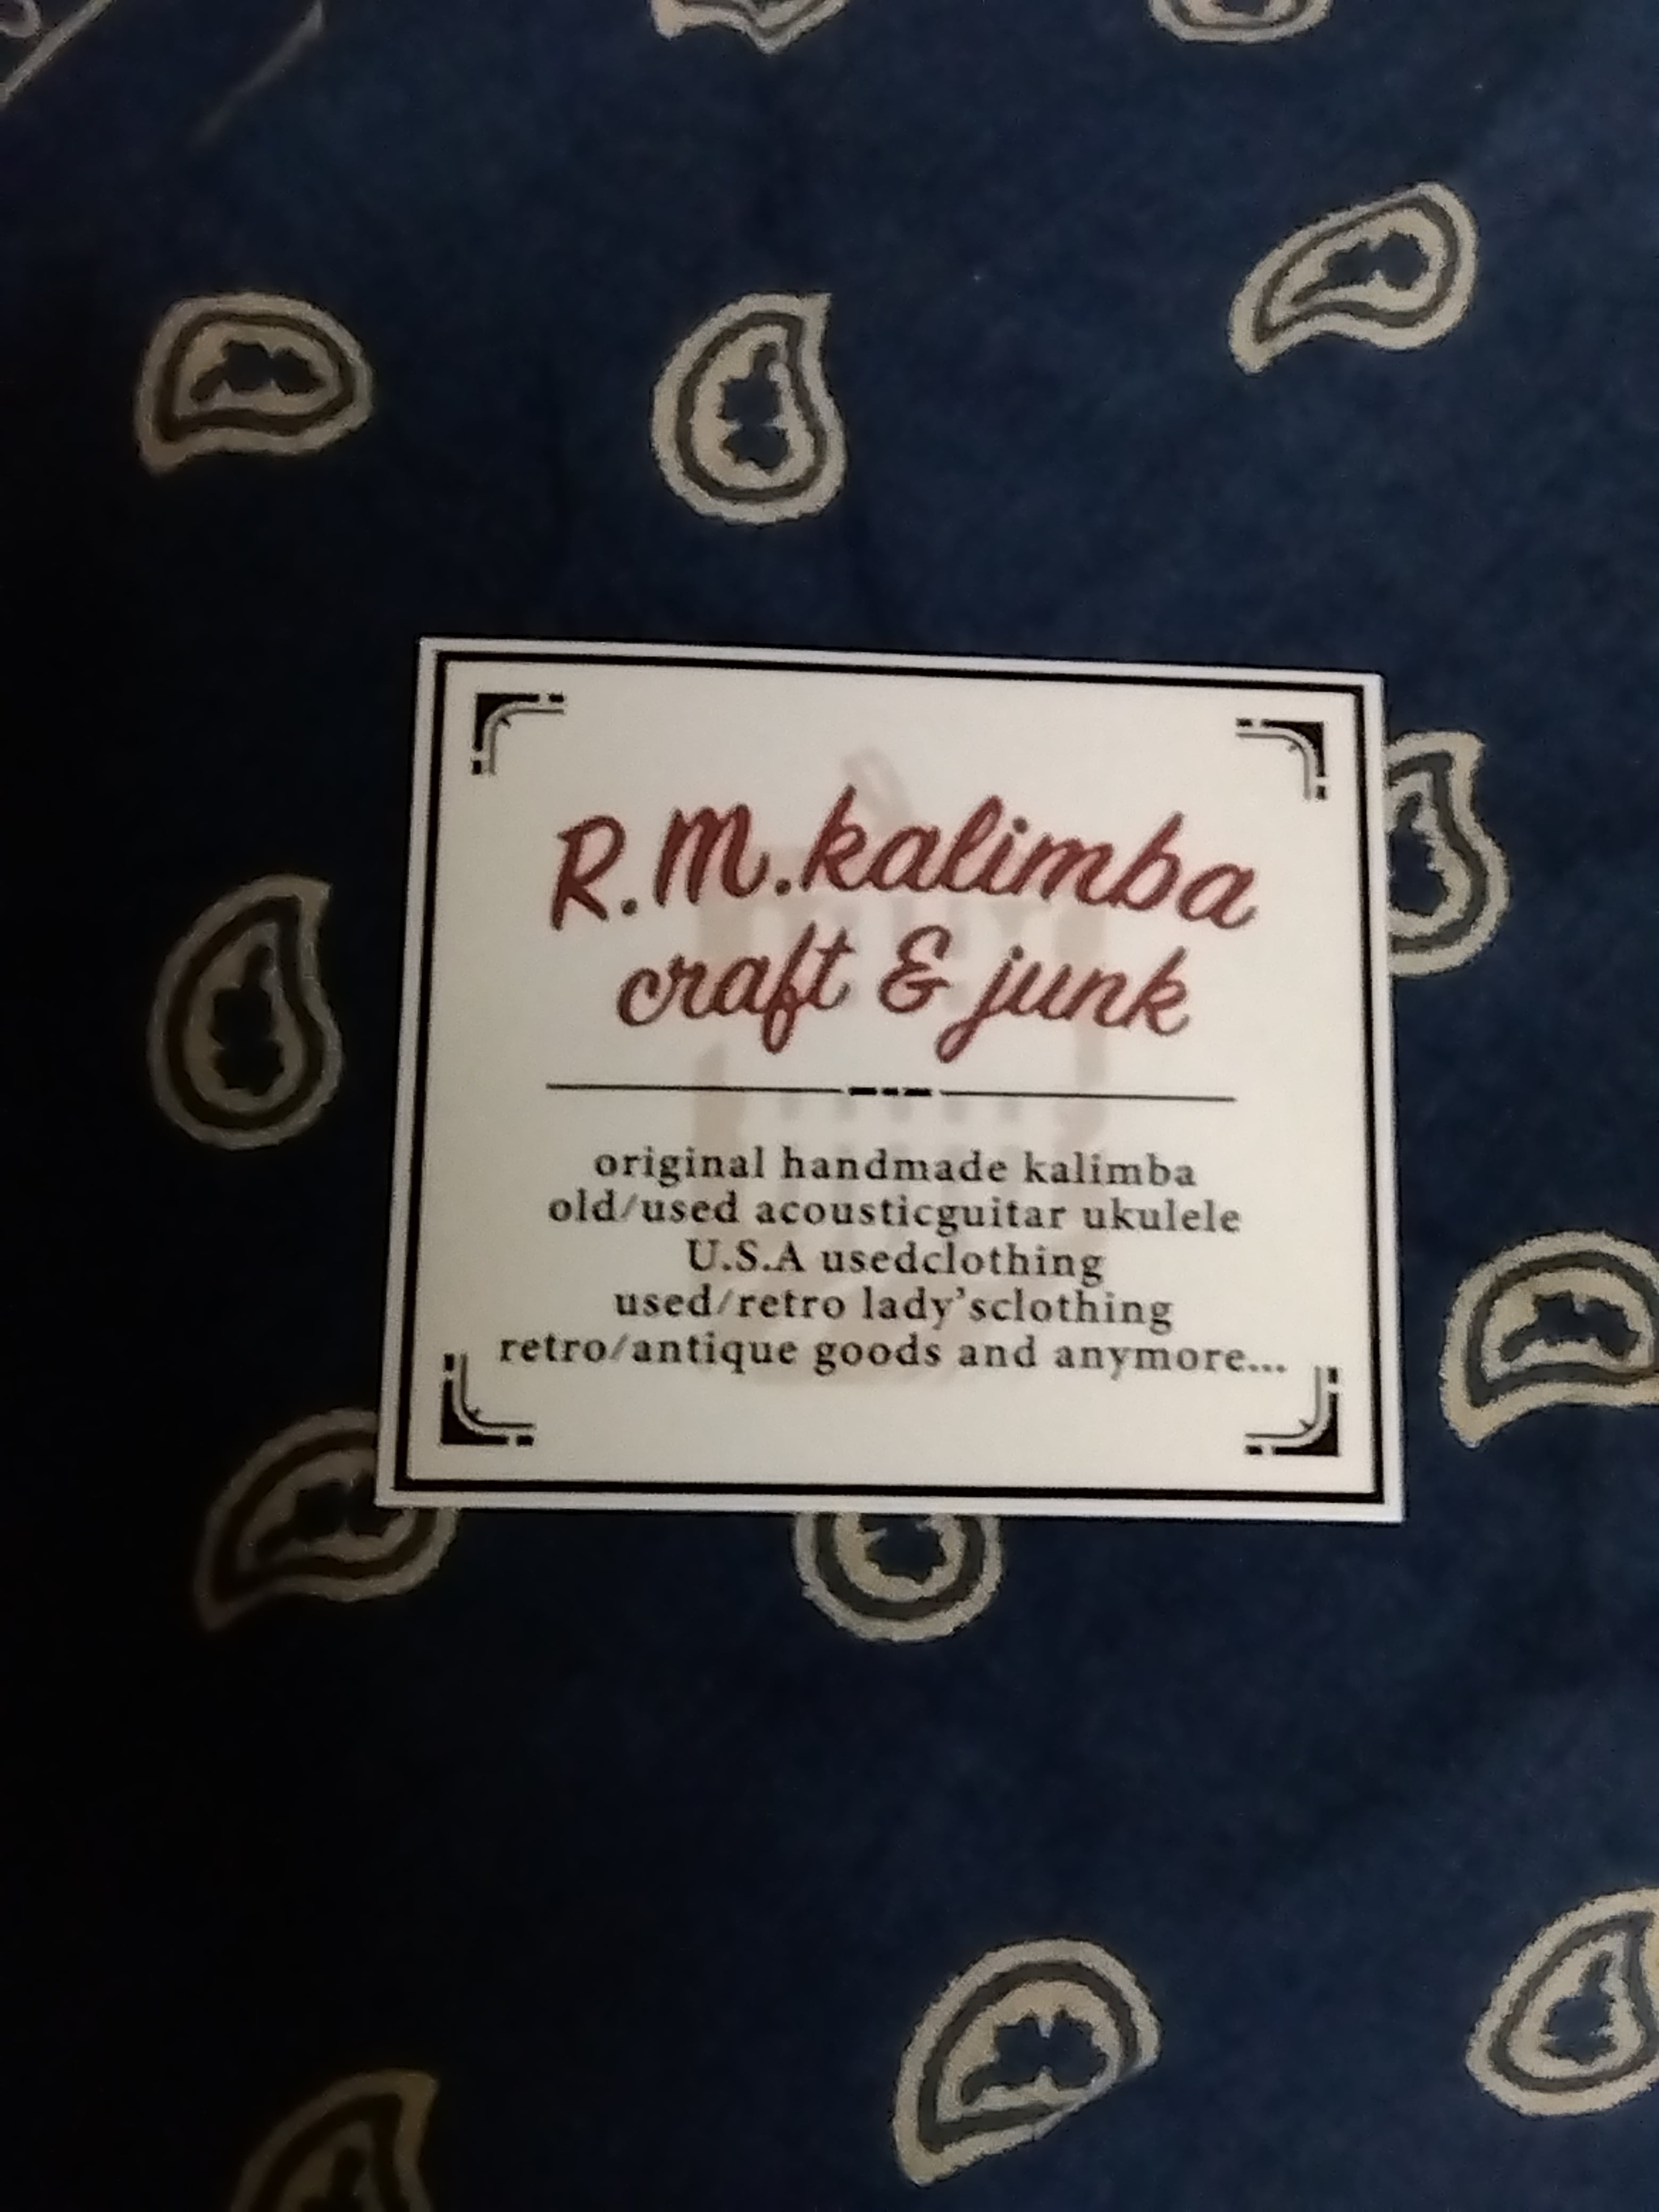 R.M.kalimba
craft & junk
original handmade kalimba
old/used acousticguitar ukulele
U.S.A usedclothing
used/retro lady'sclothing
retro/antique goods and anymore...